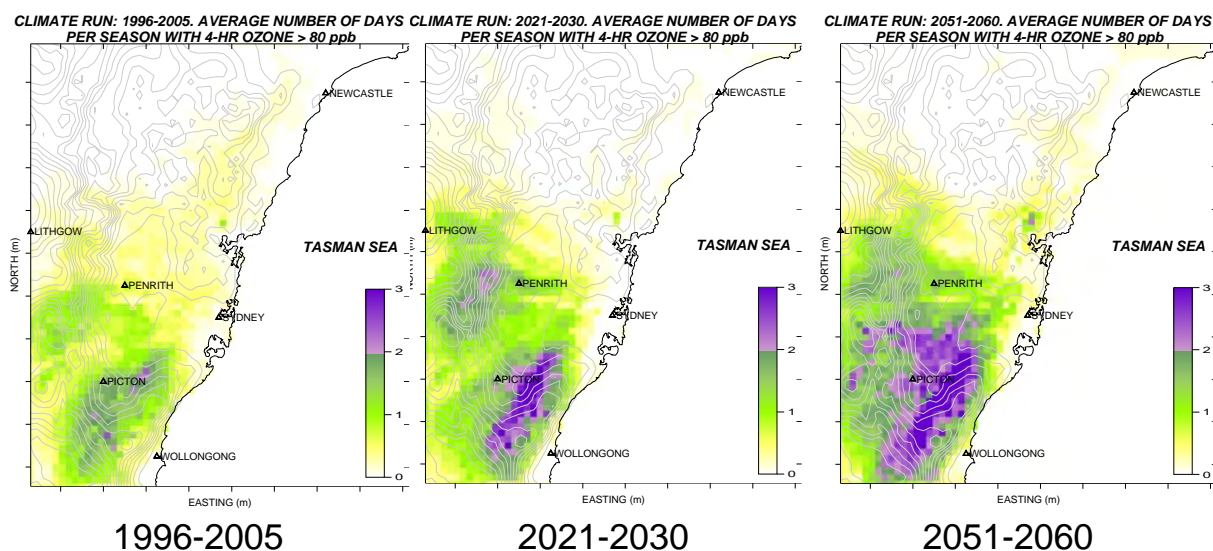 CLIMATE RUN: 1996-2005. AVERAGE NUMBER OF DAYS
PER SEASON WITH 4-HR OZONE > 80 ppb
NEWCASTLE
LITHGOW
TASMAN SEA
NORTH (m)
PENRITH
3
SYDNEY
2
PICTON
1
WOLLONGONG
0
EASTING (m)
1996-2005
CLIMATE RUN: 2021-2030. AVERAGE NUMBER OF DAYS
PER SEASON WITH 4-HR OZONE > 80 ppb
NEWCASTLE
LITHGOW
TASMAN SEA
NORTH (m)
PENRITH
3
SYDNEY
2
PICTON
1
WOLLONGONG
0
EASTING (m)
2021-2030
CLIMATE RUN: 2051-2060. AVERAGE NUMBER OF DAYS
PER SEASON WITH 4-HR OZONE > 80 ppb
NEWCASTLE
LITHGOW
TASMAN SEA
NORTH (m)
PENRITH
3
SYDNEY
2
PICTON
1
WOLLONGONG
0
EASTING (m)
2051-2060